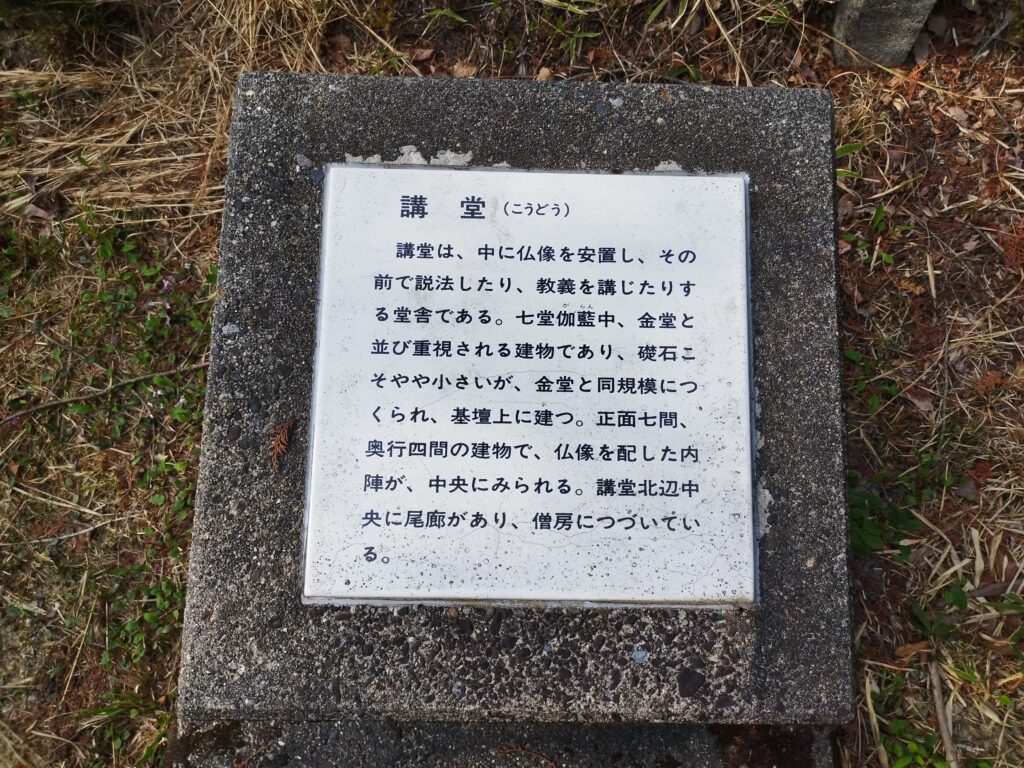 講 堂 (こうどう)
講堂は、中に仏像を安置し、その
前で説法したり、教義を講じたりす
る堂舎である。七堂伽藍中、金堂と
並び重視される建物であり、礎石こ
そやや小さいが、金堂と同規模につ
くられ、基壇上に建つ。正面七間、
奥行四間の建物で、仏像を配した内
陣が、中央にみられる。講堂北辺中
央に尾廊があり、僧房につづいてい
る。